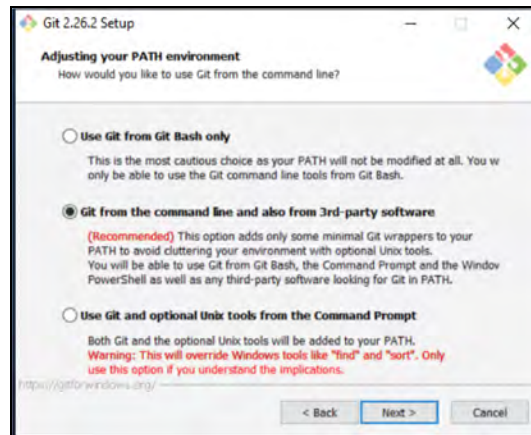 Git 2.26.2 Setup
Adjusting your PATH environment
How would you like to use Git from the command line?
Use Git from Git Bash only
This is the most cautious choice as your PATH will not be modified at all. You w
only be able to use the Git command line tools from Git Bash.
Git from the command line and also from 3rd-party software
(Recommended) This option adds only some minimal Git wrappers to your
PATH to avoid cluttering your environment with optional Unix tools.
You will be able to use Git from Git Bash, the Command Prompt and the Window
PowerShell as well as any third-party software looking for Git in PATH.
Use Git and optional Unix tools from the Command Prompt
Both Git and the optional Unix tools will be added to your PATH.
Warning: This will override Windows tools like "find" and "sort". Only
use this option if you understand the implications.
https://gitforwindows.org/
< Back Next > Cancel